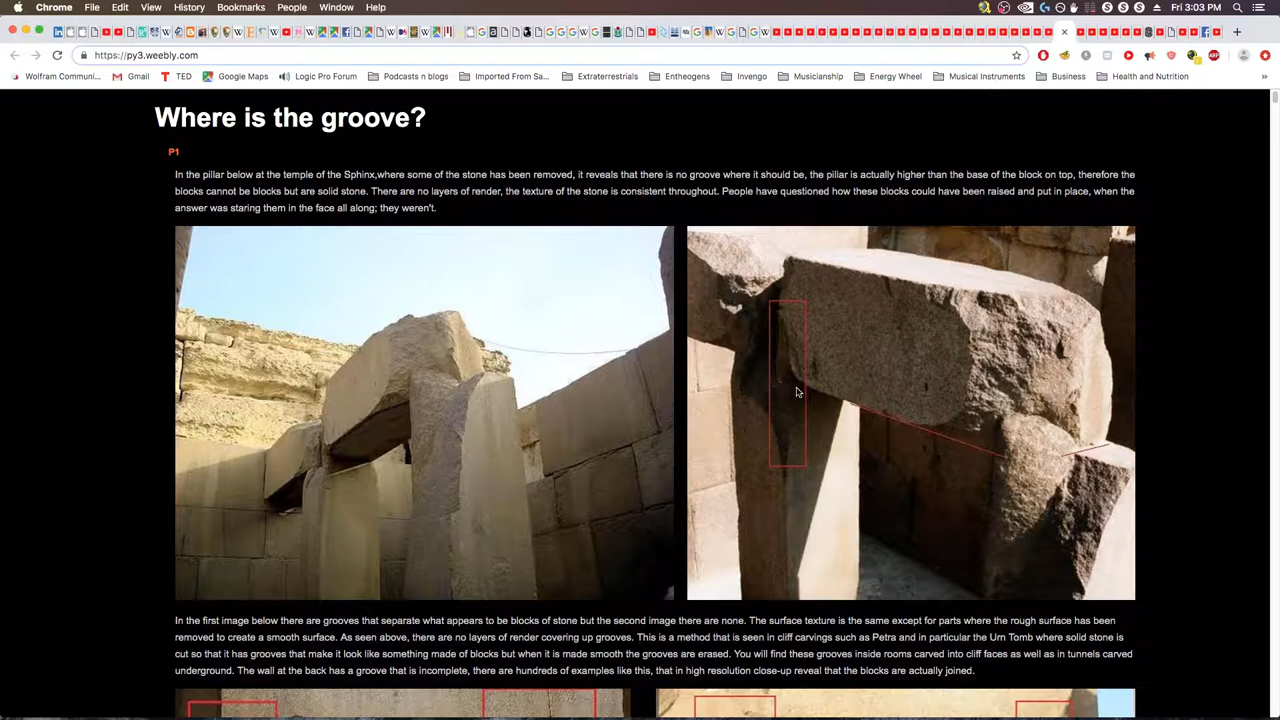 Chrome File Edit View History Bookmarks People Window Help Fri 3:03 PM
https://py3.weebly.com
Wolfram Communi... Gmail TED Google Maps Logic Pro Forum Podcasts n blogs Imported From Sa... Extraterrestrials Entheogens Invengo Musicianship Energy Wheel Musical Instruments Business Health and Nutrition »
Where is the groove?
P1
In the pillar below at the temple of the Sphinx,where some of the stone has been removed, it reveals that there is no groove where it should be, the pillar is actually higher than the base of the block on top, therefore the
blocks cannot be blocks but are solid stone. There are no layers of render, the texture of the stone is consistent throughout. People have questioned how these blocks could have been raised and put in place, when the
answer was staring them in the face all along; they weren't.
In the first image below there are grooves that separate what appears to be blocks of stone but the second image there are none. The surface texture is the same except for parts where the rough surface has been
removed to create a smooth surface. As seen above, there are no layers of render covering up grooves. This is a method that is seen in cliff carvings such as Petra and in particular the Urn Tomb where solid stone is
cut so that it has grooves that make it look like something made of blocks but when it is made smooth the grooves are erased. You will find these grooves inside rooms carved into cliff faces as well as in tunnels carved
underground. The wall at the back has a groove that is incomplete, there are hundreds of examples like this, that in high resolution close-up reveal that the blocks are actually joined.